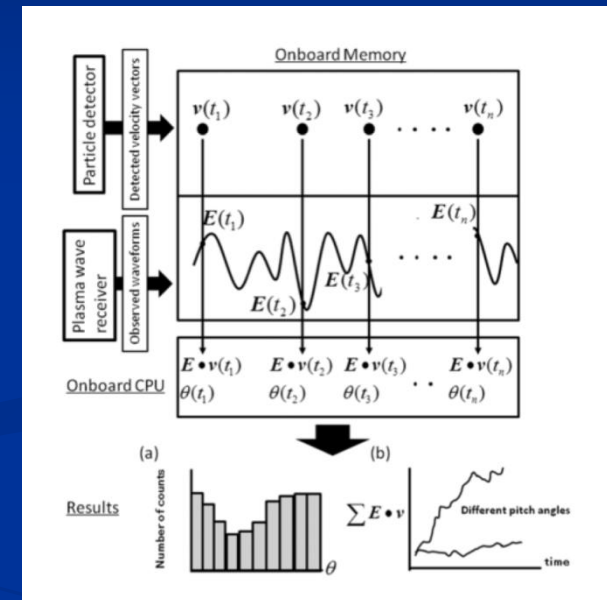 Onboard Memory
Particle detector
Detected velocity vectors
v(t₁) v(t₂) v(t₃) v(tₙ)
. . . .
Plasma wave
receiver
Observed waveforms
E(t₁)
E(t₂)
E(t₃)
. . . .
E(tₙ)
Onboard CPU
E•v(t₁) E•v(t₂) E•v(t₃) . . E•v(tₙ)
θ(t₁) θ(t₂) θ(t₃) θ(tₙ)
(a) (b)
Results
Number of counts
θ
∑ E•v
Different pitch angles
time